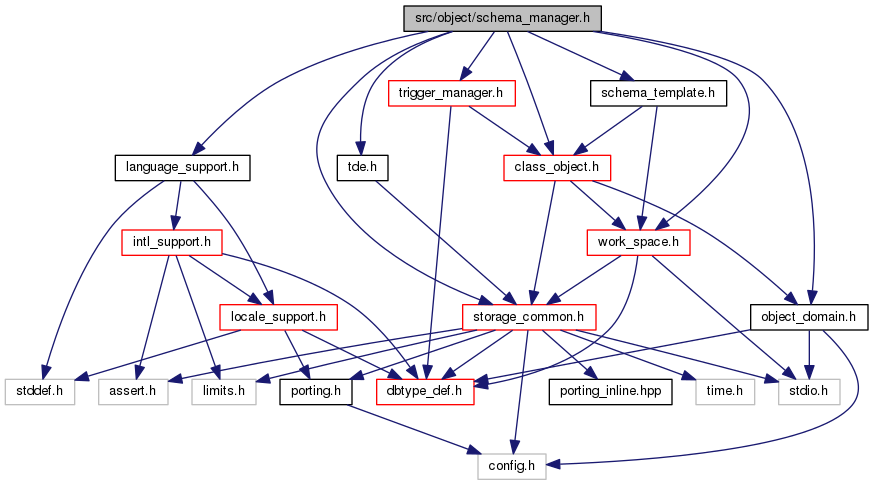 src/object/schema_manager.h
trigger_manager.h
schema_template.h
language_support.h
tde.h
class_object.h
intl_support.h
work_space.h
locale_support.h
storage_common.h
object_domain.h
stddef.h
assert.h
limits.h
porting.h
dbtype_def.h
porting_inline.hpp
time.h
stdio.h
config.h